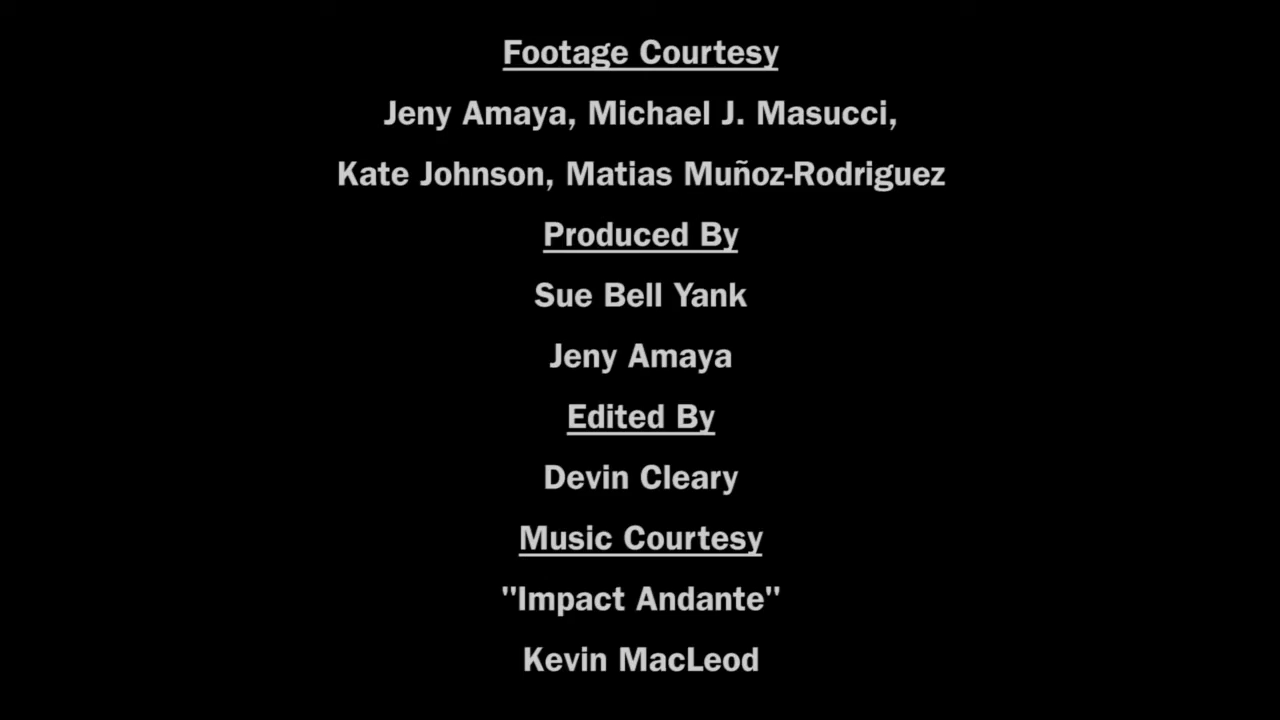 Footage Courtesy
Jeny Amaya, Michael J. Masucci,
Kate Johnson, Matias Muñoz-Rodriguez
Produced By
Sue Bell Yank
Jeny Amaya
Edited By
Devin Cleary
Music Courtesy
"Impact Andante"
Kevin MacLeod